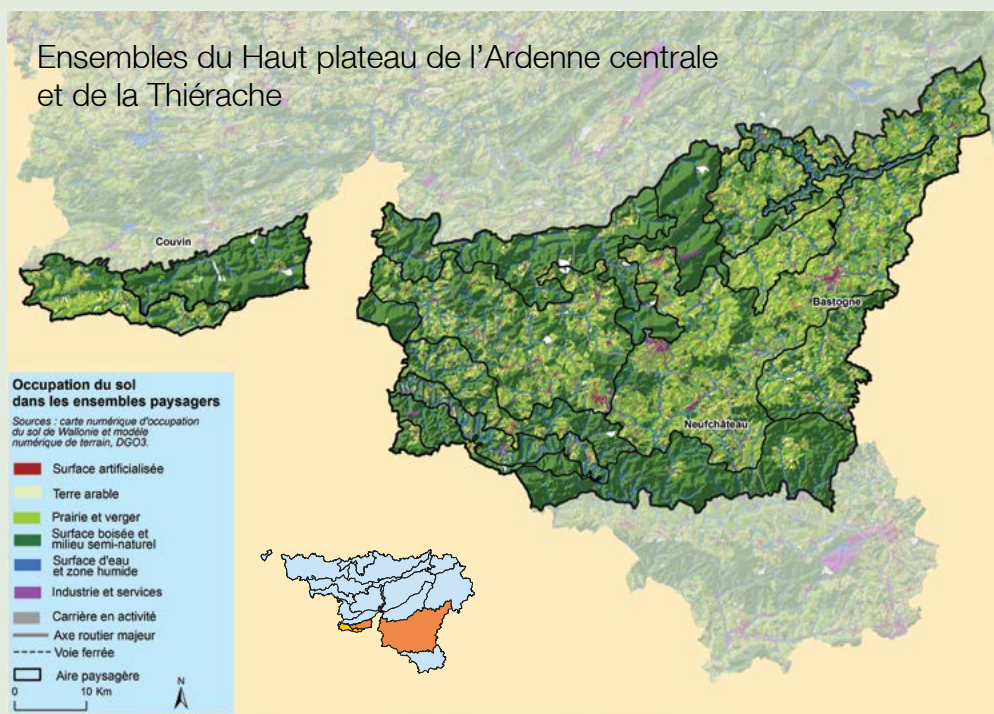 Ensembles du Haut plateau de l’Ardenne centrale
et de la Thiérache
Couvin
Bastogne
Neufchâteau
Occupation du sol
dans les ensembles paysagers
Sources : carte numérique d'occupation
du sol de Wallonie et modèle
numérique de terrain, DGO3.
Surface artificialisée
Terre arable
Prairie et verger
Surface boisée et
milieu semi-naturel
Surface d'eau
et zone humide
Industrie et services
Carrière en activité
Axe routier majeur
Voie ferrée
Aire paysagère
0 10 Km
N